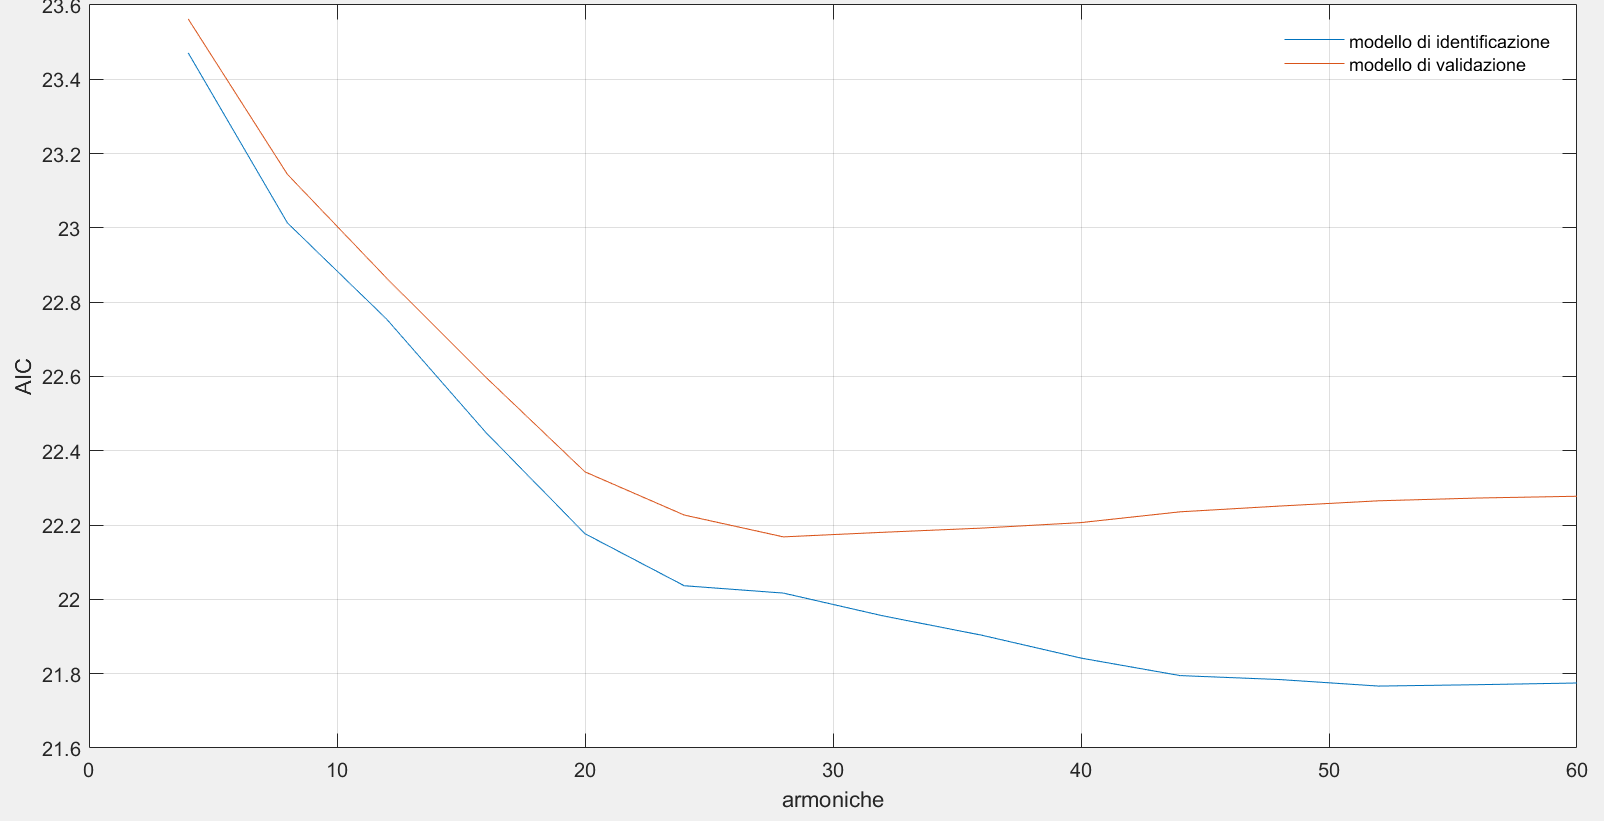 23.6
23.4
23.2
23
22.8
22.6
22.4
22.2
22
21.8
21.6
AIC
modello di identificazione
modello di validazione
0 10 20 30 40 50 60
armoniche